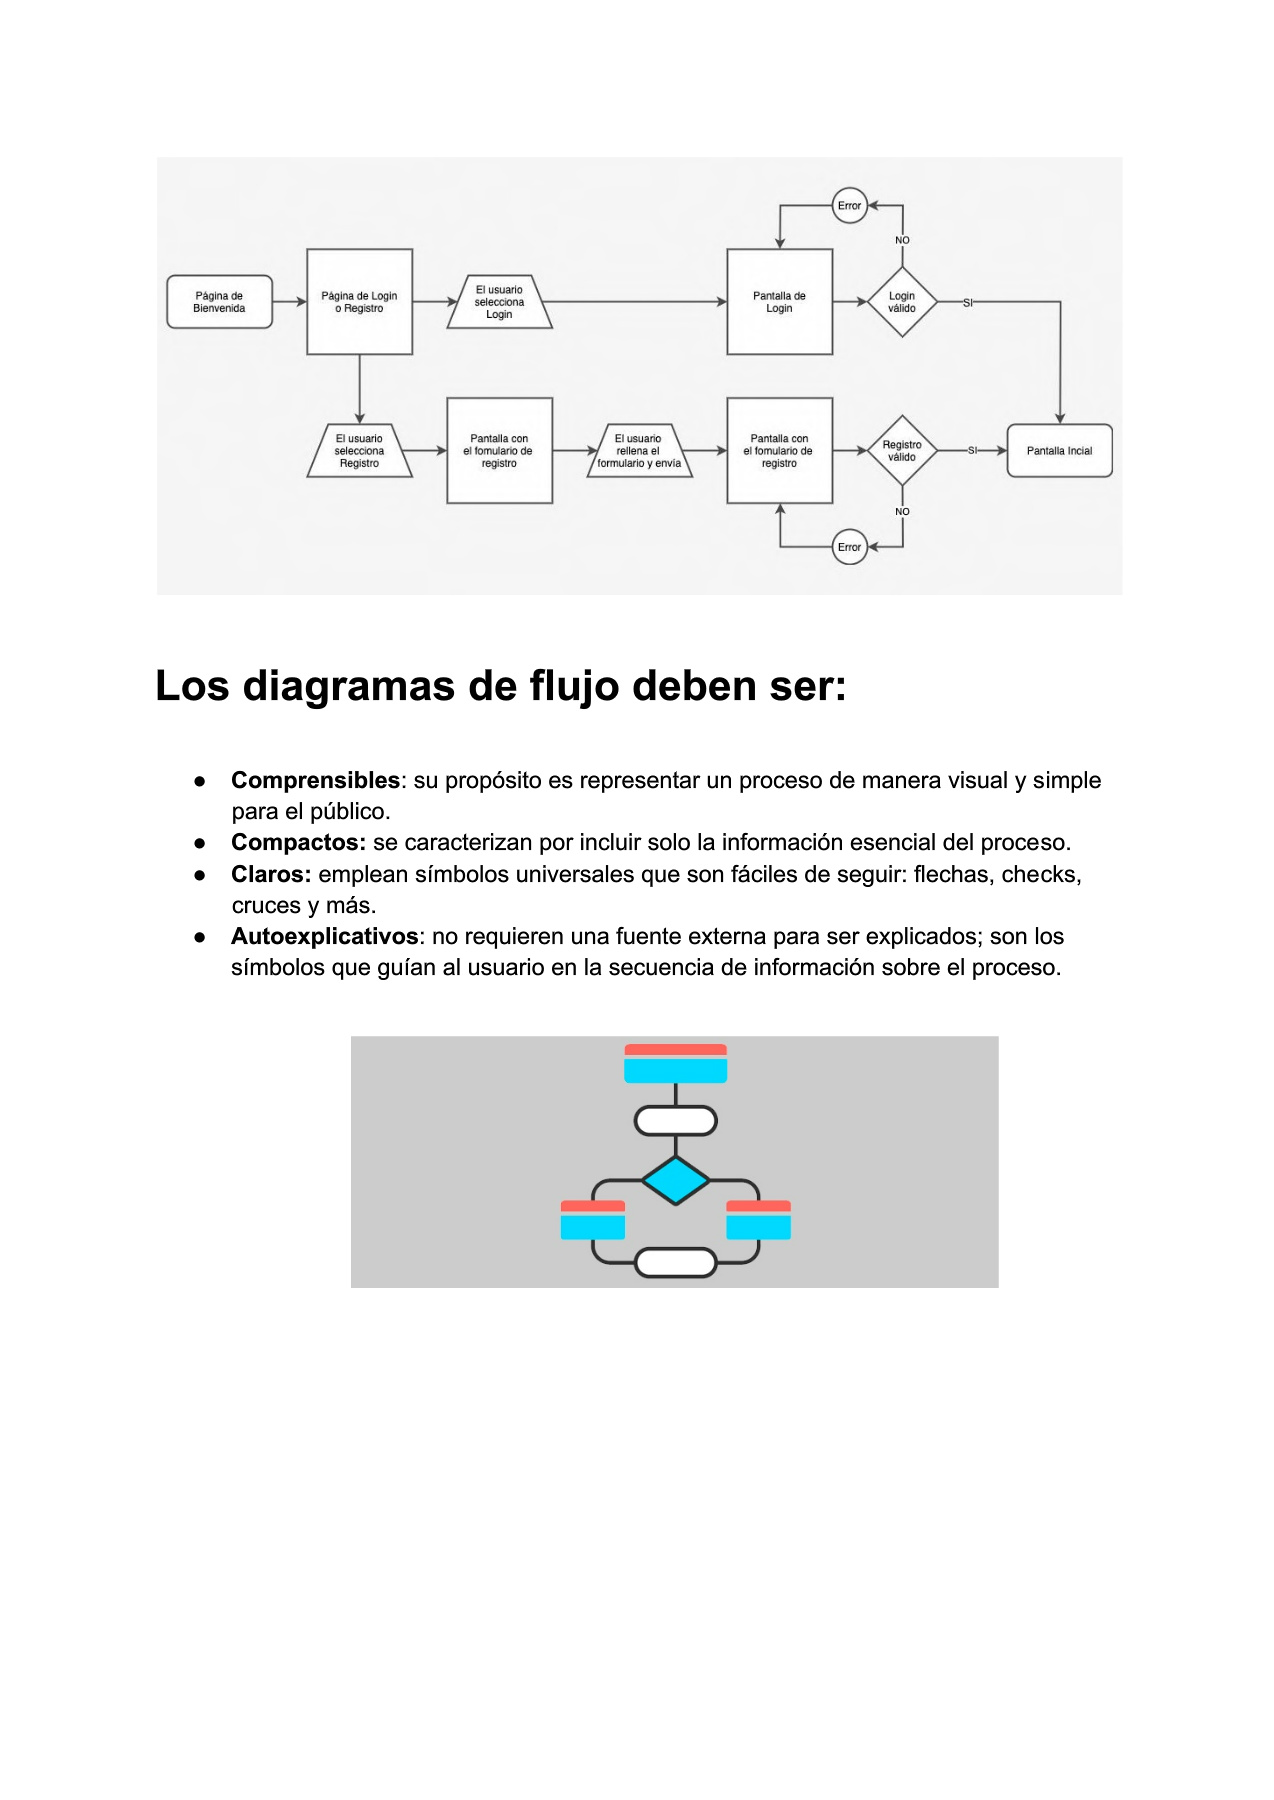 Error
NO
Página de
Bienvenida
Página de Login
o Registro
El usuario
selecciona
Login
Pantalla de
Login
Login
válido
SI
El usuario
selecciona
Registro
Pantalla con
el fomulario de
registro
El usuario
rellena el
formulario y envía
Pantalla con
el fomulario de
registro
Registro
válido
SI
Pantalla Incial
NO
Error
Los diagramas de flujo deben ser:
● Comprensibles: su propósito es representar un proceso de manera visual y simple
para el público.
● Compactos: se caracterizan por incluir solo la información esencial del proceso.
● Claros: emplean símbolos universales que son fáciles de seguir: flechas, checks,
cruces y más.
● Autoexplicativos: no requieren una fuente externa para ser explicados; son los
símbolos que guían al usuario en la secuencia de información sobre el proceso.